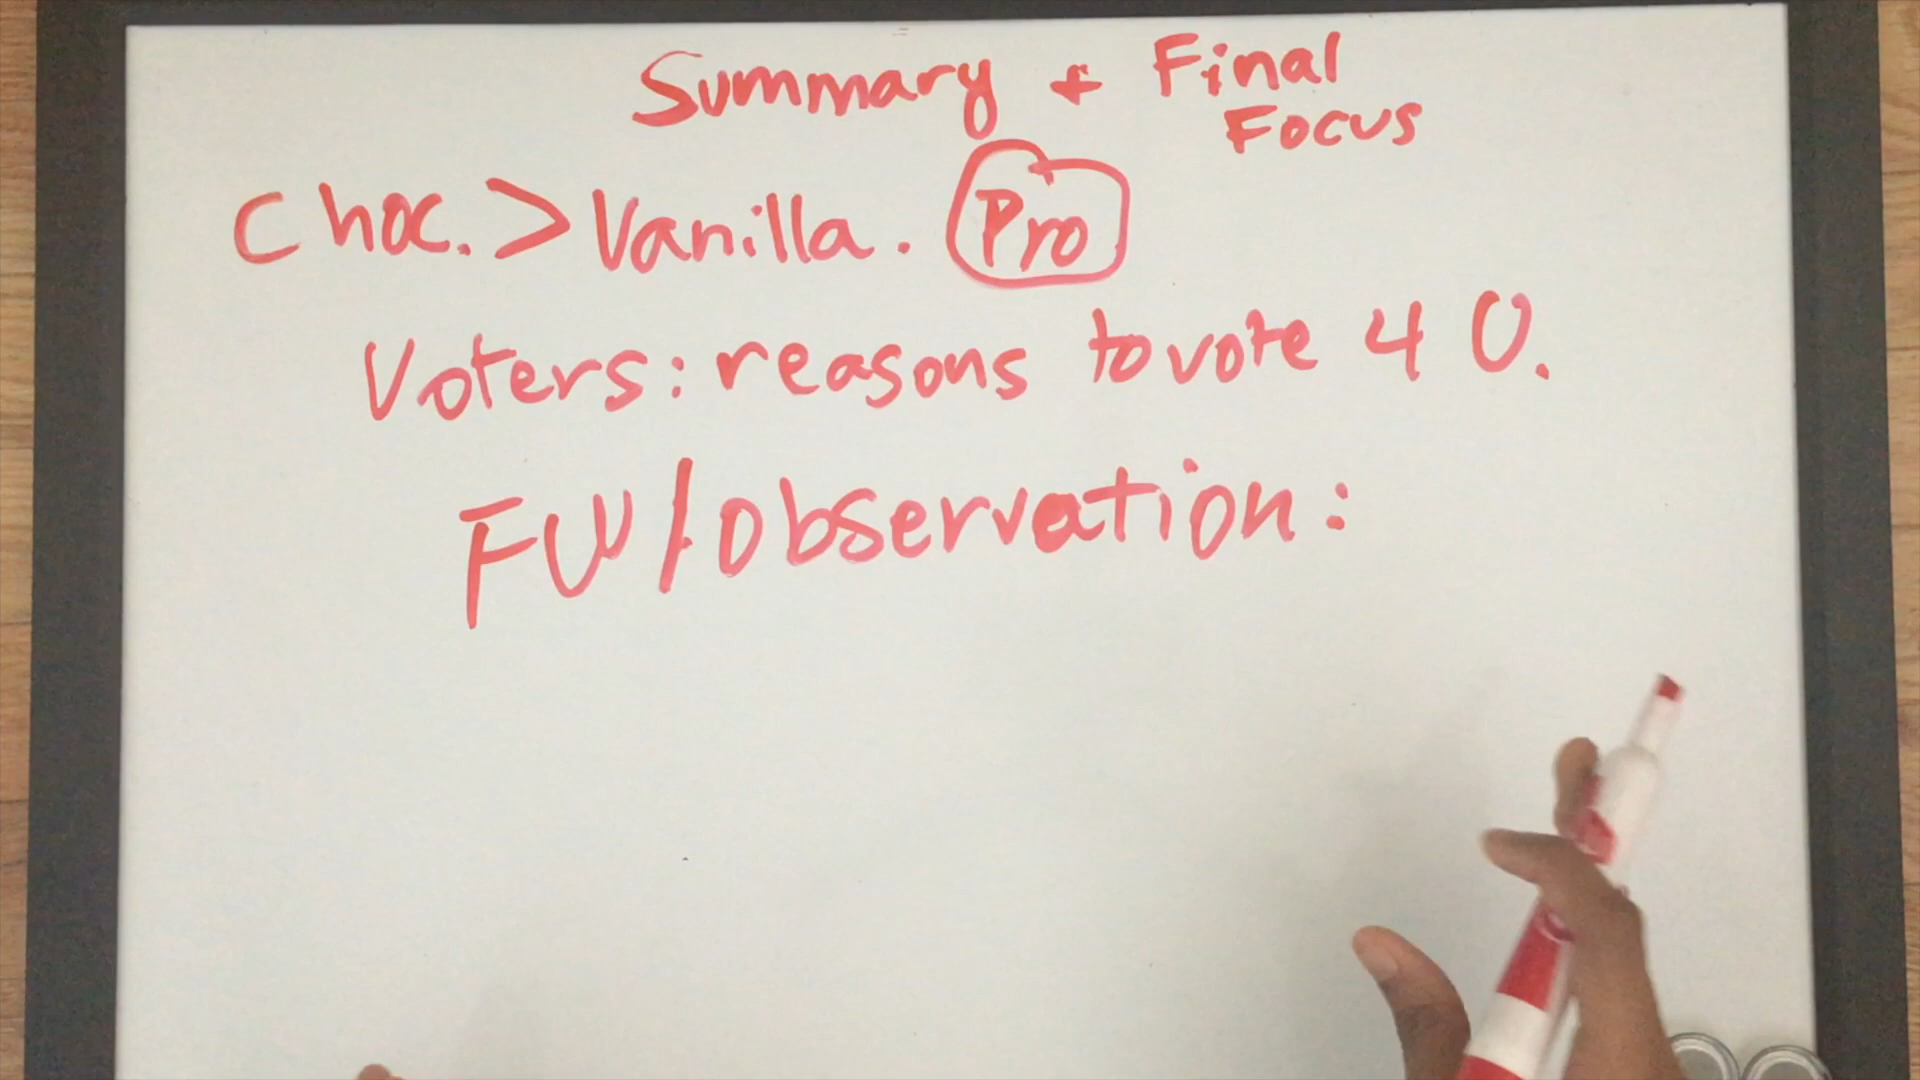 Summary + Final
Focus
Choc. > Vanilla. Pro
Voters: reasons to vote 4 U.
FW/observation: